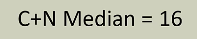 C+N Median = 16